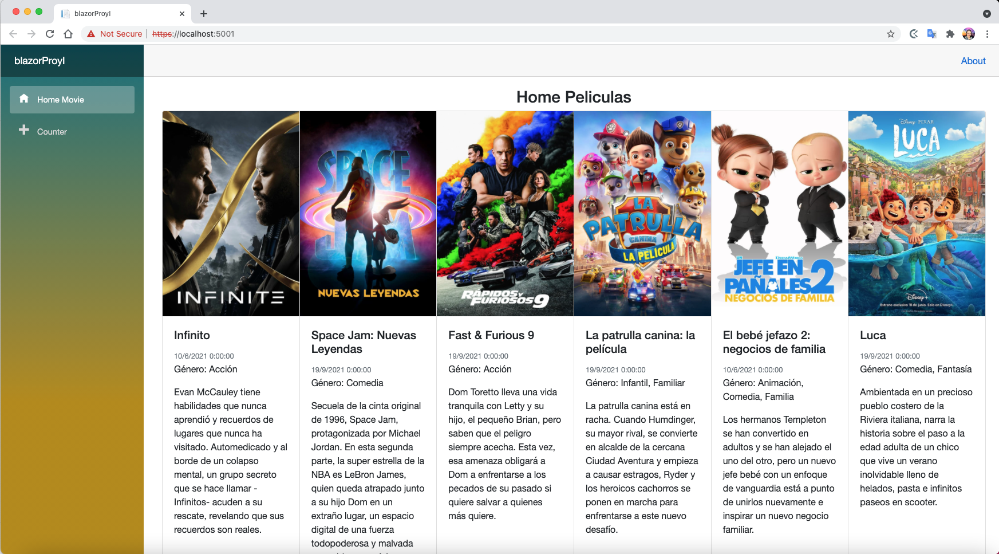 blazorProyI
Not Secure
https://localhost:5001
blazorProyI
About
Home Movie
Counter
Home Peliculas
INFINITE
SPACE
JAM
NUEVAS LEYENDAS
RÁPIDOS Y
FURIOSOS 9
LA
PATRULLA
CANINA
LA PELÍCULA
UN
DREAMWORKS
JEFE EN
PAÑALES 2
NEGOCIOS DE FAMILIA
Disney PIXAR
LUCA
Disney+
Estreno exclusivo 18 de junio. Solo en Disney+.
Infinito
10/6/2021 0:00:00
Género: Acción
Evan McCauley tiene
habilidades que nunca
aprendió y recuerdos de
lugares que nunca ha
visitado. Automedicado y al
borde de un colapso
mental, un grupo secreto
que se hace llamar -
Infinitos- acuden a su
rescate, revelando que sus
recuerdos son reales.
Space Jam: Nuevas
Leyendas
19/9/2021 0:00:00
Género: Comedia
Secuela de la cinta original
de 1996, Space Jam,
protagonizada por Michael
Jordan. En esta segunda
parte, la super estrella de la
NBA es LeBron James,
quien queda atrapado junto
a su hijo Dom en un
extraño lugar, un espacio
digital de una fuerza
todopoderosa y malvada
Fast & Furious 9
19/9/2021 0:00:00
Género: Acción
Dom Toretto lleva una vida
tranquila con Letty y su
hijo, el pequeño Brian, pero
saben que el peligro
siempre acecha. Esta vez,
esa amenaza obligará a
Dom a enfrentarse a los
pecados de su pasado si
quiere salvar a quienes
más quiere.
La patrulla canina: la
película
19/9/2021 0:00:00
Género: Infantil, Familiar
La patrulla canina está en
racha. Cuando Humdinger,
su mayor rival, se convierte
en alcalde de la cercana
Ciudad Aventura y empieza
a causar estragos, Ryder y
los heroicos cachorros se
ponen en marcha para
enfrentarse a este nuevo
desafío.
El bebé jefazo 2:
negocios de familia
10/6/2021 0:00:00
Género: Animación,
Comedia, Familia
Los hermanos Templeton
se han convertido en
adultos y se han alejado el
uno del otro, pero un nuevo
jefe bebé con un enfoque
de vanguardia está a punto
de unirlos nuevamente e
inspirar un nuevo negocio
familiar.
Luca
19/9/2021 0:00:00
Género: Comedia, Fantasía
Ambientada en un precioso
pueblo costero de la
Riviera italiana, narra la
historia sobre el paso a la
edad adulta de un chico
que vive un verano
inolvidable lleno de
helados, pasta e infinitos
paseos en scooter.